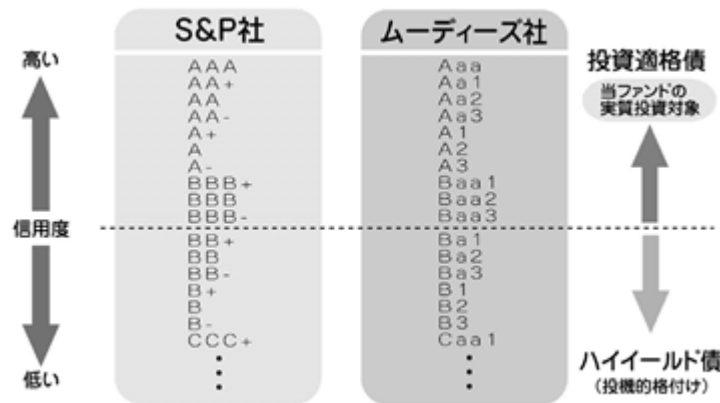 S&P社
ムーディーズ社
高い
信用度
低い
AAA
AA+
AA
AA-
A+
A
A-
BBB+
BBB
BBB-
BB+
BB
BB-
B+
B
B-
CCC+
Aaa
Aa1
Aa2
Aa3
A1
A2
A3
Baa1
Baa2
Baa3
Ba1
Ba2
Ba3
B1
B2
B3
Caa1
投資適格債
当ファンドの
実質投資対象
ハイイールド債
(投機的格付け)